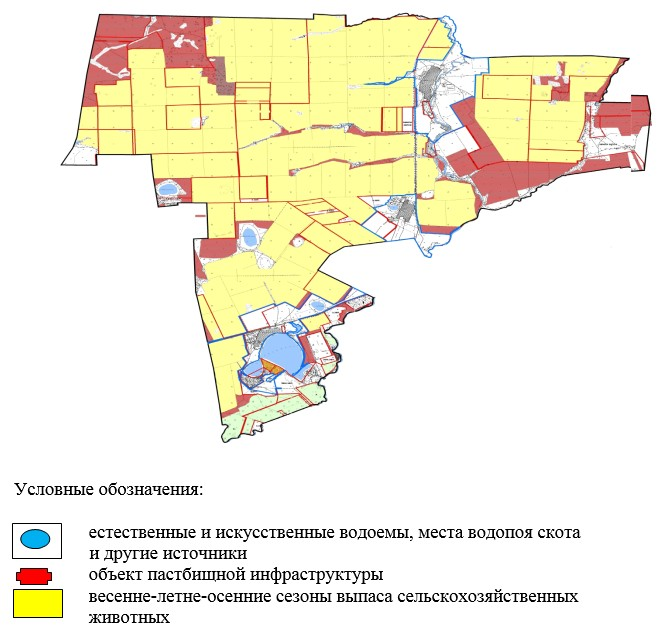 Условные обозначения:
естественные и искусственные водоемы, места водопоя скота
и другие источники
объект пастбищной инфраструктуры
весенне-летне-осенние сезоны выпаса сельскохозяйственных
животных